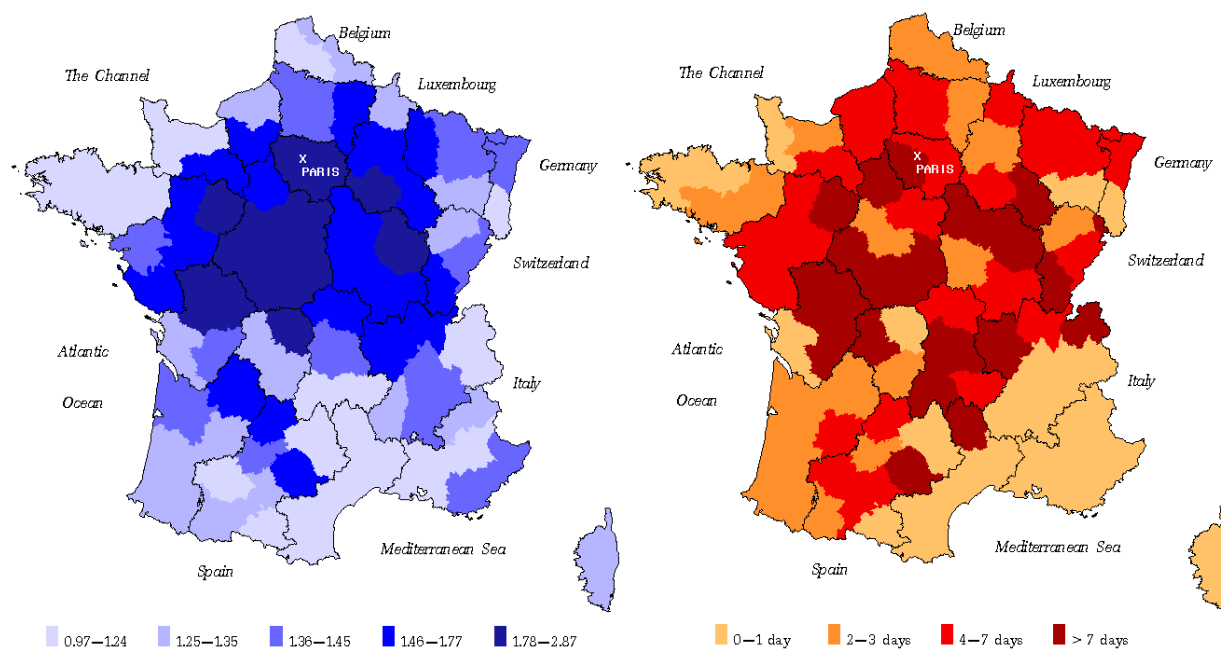 Belgium
The Channel
Luxembourg
X
PARIS
Germany
Switzerland
Atlantic
Ocean
Italy
Mediterranean Sea
Spain
0.97–1.24
1.25–1.35
1.36–1.45
1.46–1.77
1.78–2.87
Belgium
The Channel
Luxembourg
X
PARIS
Germany
Switzerland
Atlantic
Ocean
Italy
Mediterranean Sea
Spain
0–1 day
2–3 days
4–7 days
> 7 days